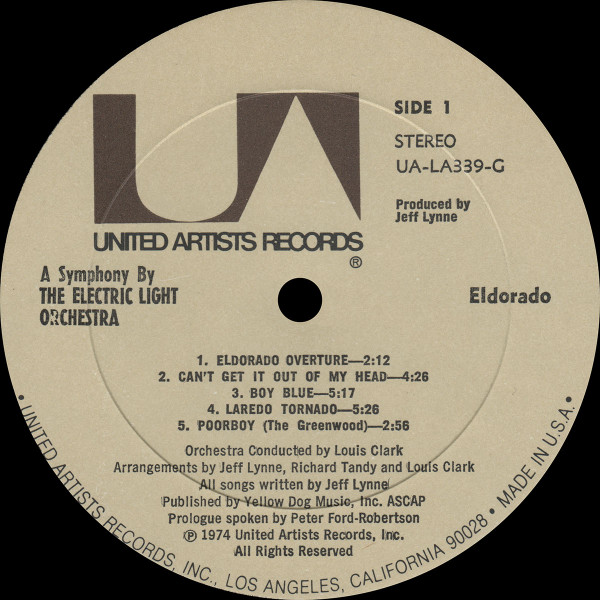 UA
SIDE 1
STEREO
UA-LA339-G
Produced by
Jeff Lynne
UNITED ARTISTS RECORDS
®
A Symphony By
THE ELECTRIC LIGHT
ORCHESTRA
Eldorado
1. ELDORADO OVERTURE—2:12
2. CAN'T GET IT OUT OF MY HEAD—4:26
3. BOY BLUE—5:17
4. LAREDO TORNADO—5:26
5. POORBOY (The Greenwood)—2:56
Orchestra Conducted by Louis Clark
Arrangements by Jeff Lynne, Richard Tandy and Louis Clark
All songs written by Jeff Lynne
Published by Yellow Dog Music, Inc. ASCAP
Prologue spoken by Peter Ford-Robertson
℗ 1974 United Artists Records, Inc.
All Rights Reserved
• UNITED ARTISTS RECORDS, INC., LOS ANGELES, CALIFORNIA 90028 • MADE IN U.S.A. •